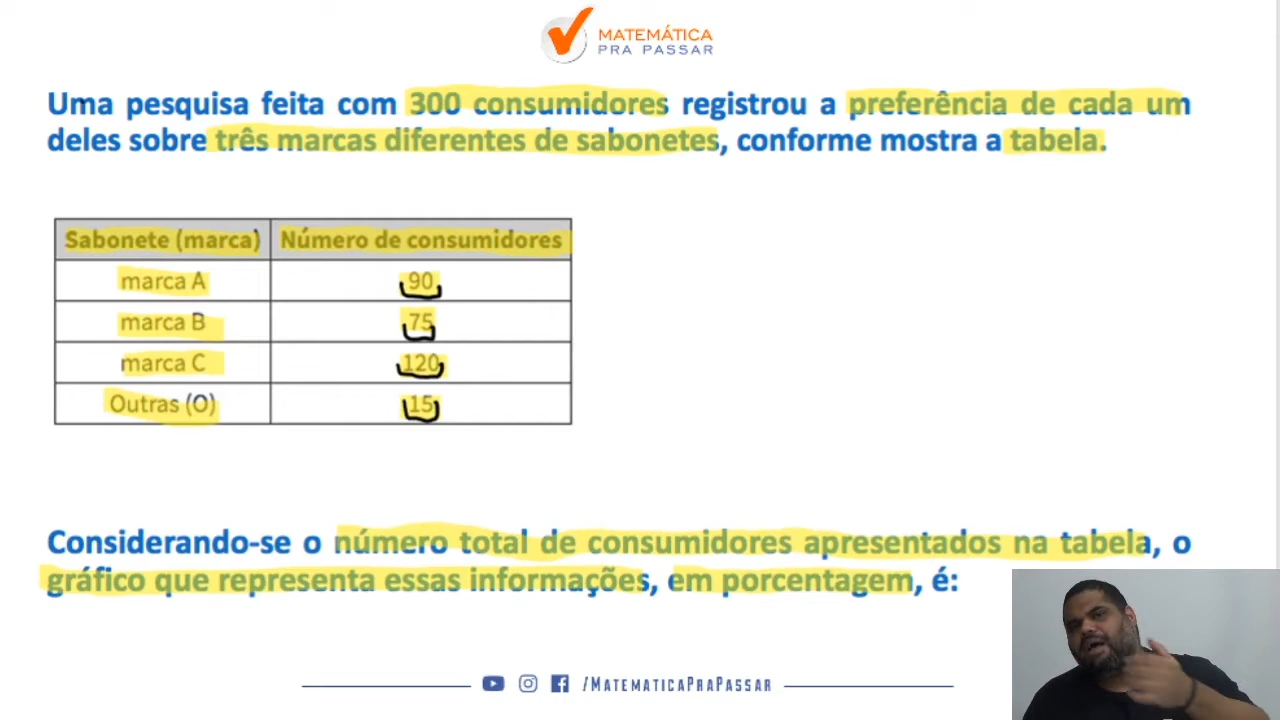 MATEMÁTICA
PRA PASSAR
Uma pesquisa feita com 300 consumidores registrou a preferência de cada um
deles sobre três marcas diferentes de sabonetes, conforme mostra a tabela.
Sabonete (marca) Número de consumidores
marca A 90
marca B 75
marca C 120
Outras (O) 15
Considerando-se o número total de consumidores apresentados na tabela, o
gráfico que representa essas informações, em porcentagem, é:
/MATEMATICAPRAPASSAR